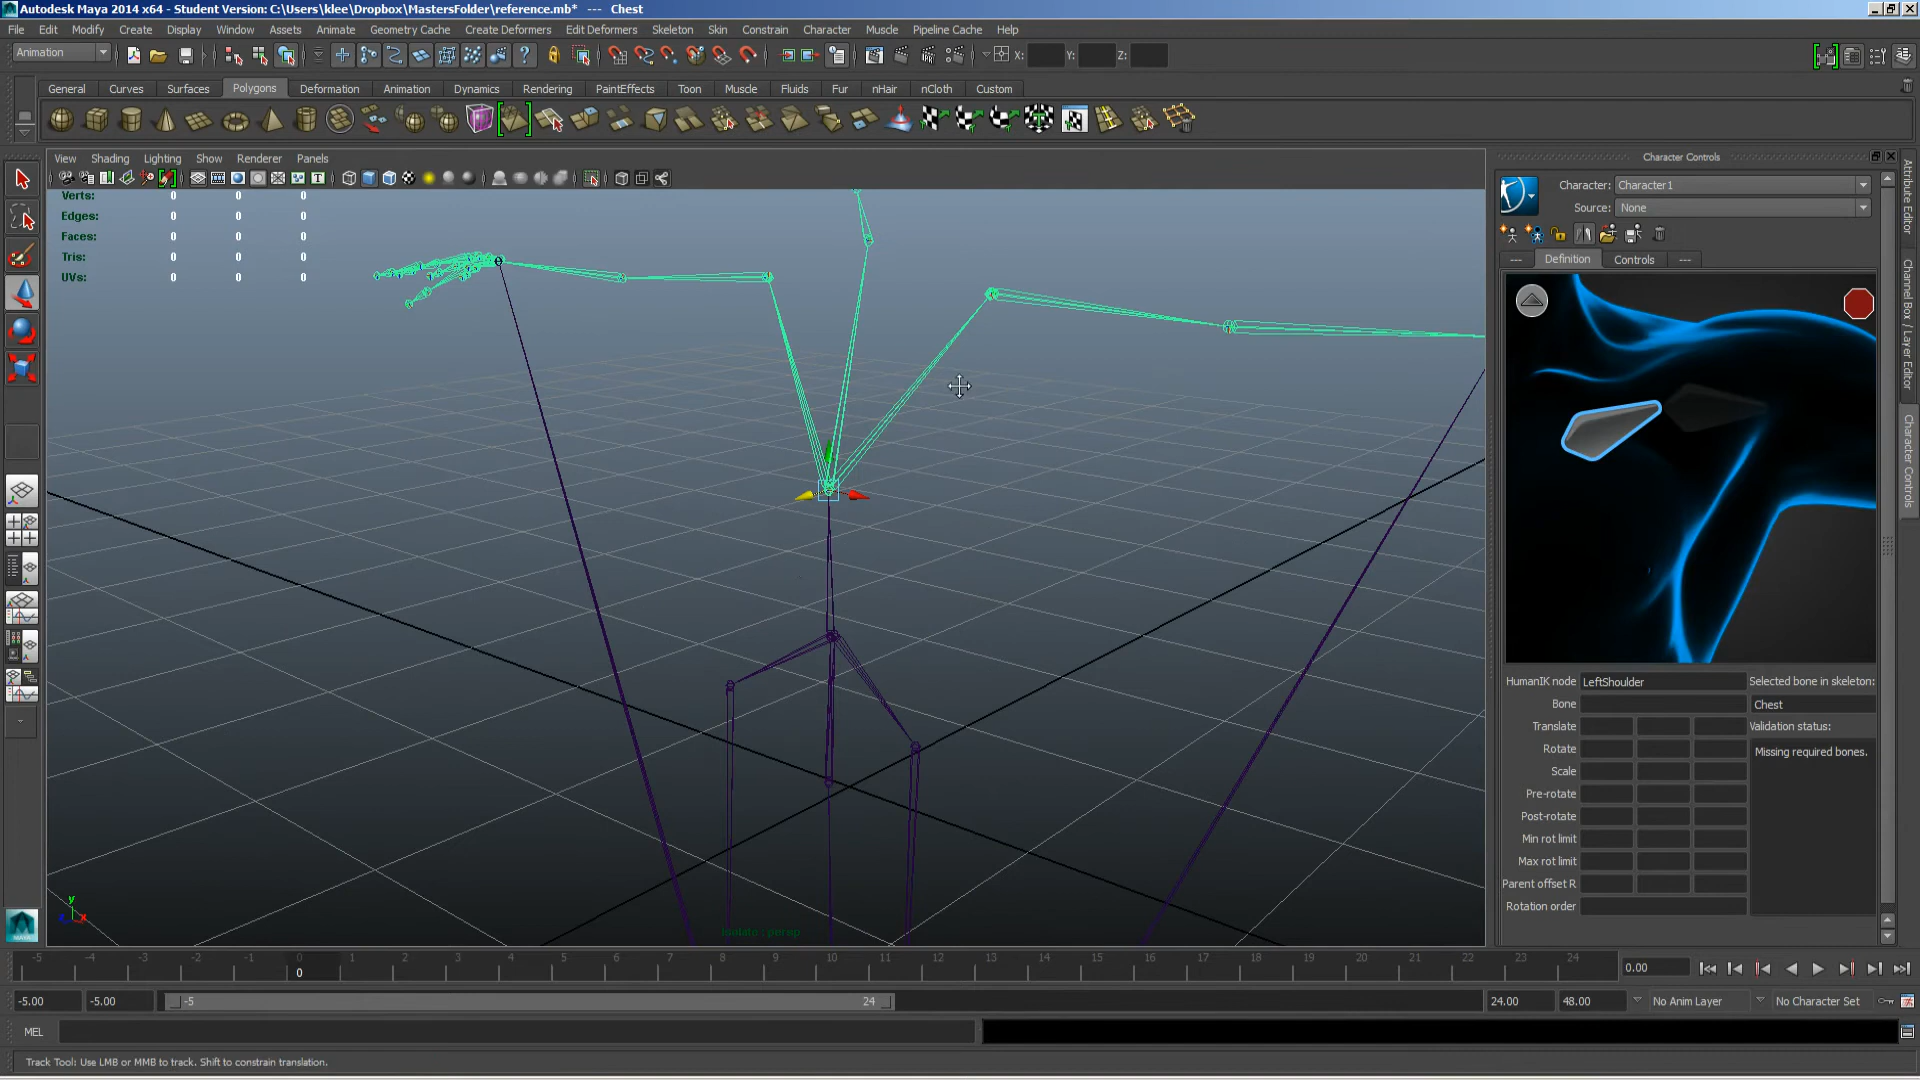 Autodesk Maya 2014 x64 - Student Version: C:\Users\klee\Dropbox\MastersFolder\reference.mb*   ---   Chest
File Edit Modify Create Display Window Assets Animate Geometry Cache Create Deformers Edit Deformers Skeleton Skin Constrain Character Muscle Pipeline Cache Help
Animation X: Y: Z:
General Curves Surfaces Polygons Deformation Animation Dynamics Rendering PaintEffects Toon Muscle Fluids Fur nHair nCloth Custom
View Shading Lighting Show Renderer Panels
Verts: 0 0 0
Edges: 0 0 0
Faces: 0 0 0
Tris: 0 0 0
UVs: 0 0 0
Character Controls
Character: Character1
Source: None
--- Definition Controls ---
HumanIK node LeftShoulder Selected bone in skeleton:
Bone Chest
Translate Validation status:
Rotate Missing required bones.
Scale
Pre-rotate
Post-rotate
Min rot limit
Max rot limit
Parent offset R
Rotation order
Attribute Editor
Channel Box / Layer Editor
Character Controls
y
x
isolate : persp
-5 -4 -3 -2 -1 0 1 2 3 4 5 6 7 8 9 10 11 12 13 14 15 16 17 18 19 20 21 22 23 24
0 0.00
-5.00 -5.00 -5 24 24.00 48.00 No Anim Layer No Character Set
MEL
Track Tool: Use LMB or MMB to track. Shift to constrain translation.